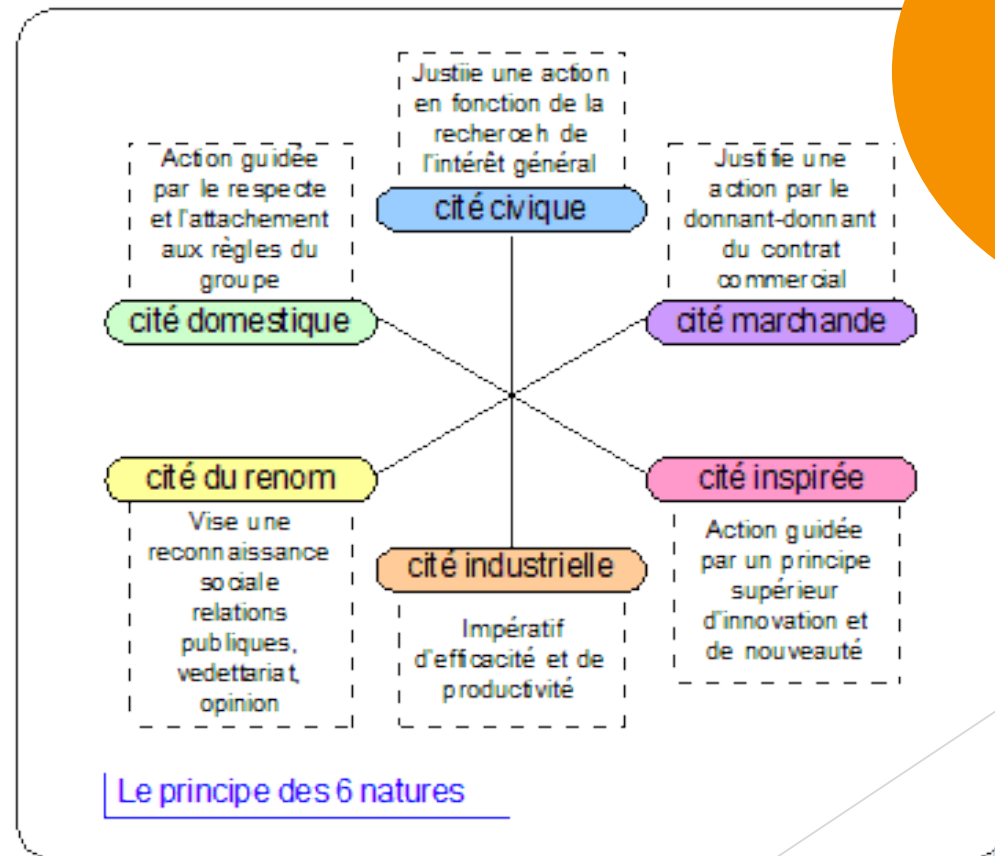 Justiie une action
en fonction de la
recherœh de
l'intérêt général
cité civique
Action guidée
par le respecte
et l'attachement
aux règles du
groupe
cité domestique
Justifie une
action par le
donnant-donnant
du contrat
commercial
cité marchande
cité du renom
Vise une
reconnaissance
sociale
relations
publiques,
vedettariat,
opinion
cité industrielle
Impératif
d'efficacité et de
productivité
cité inspirée
Action guidée
par un principe
supérieur
d'innovation et
de nouveauté
Le principe des 6 natures